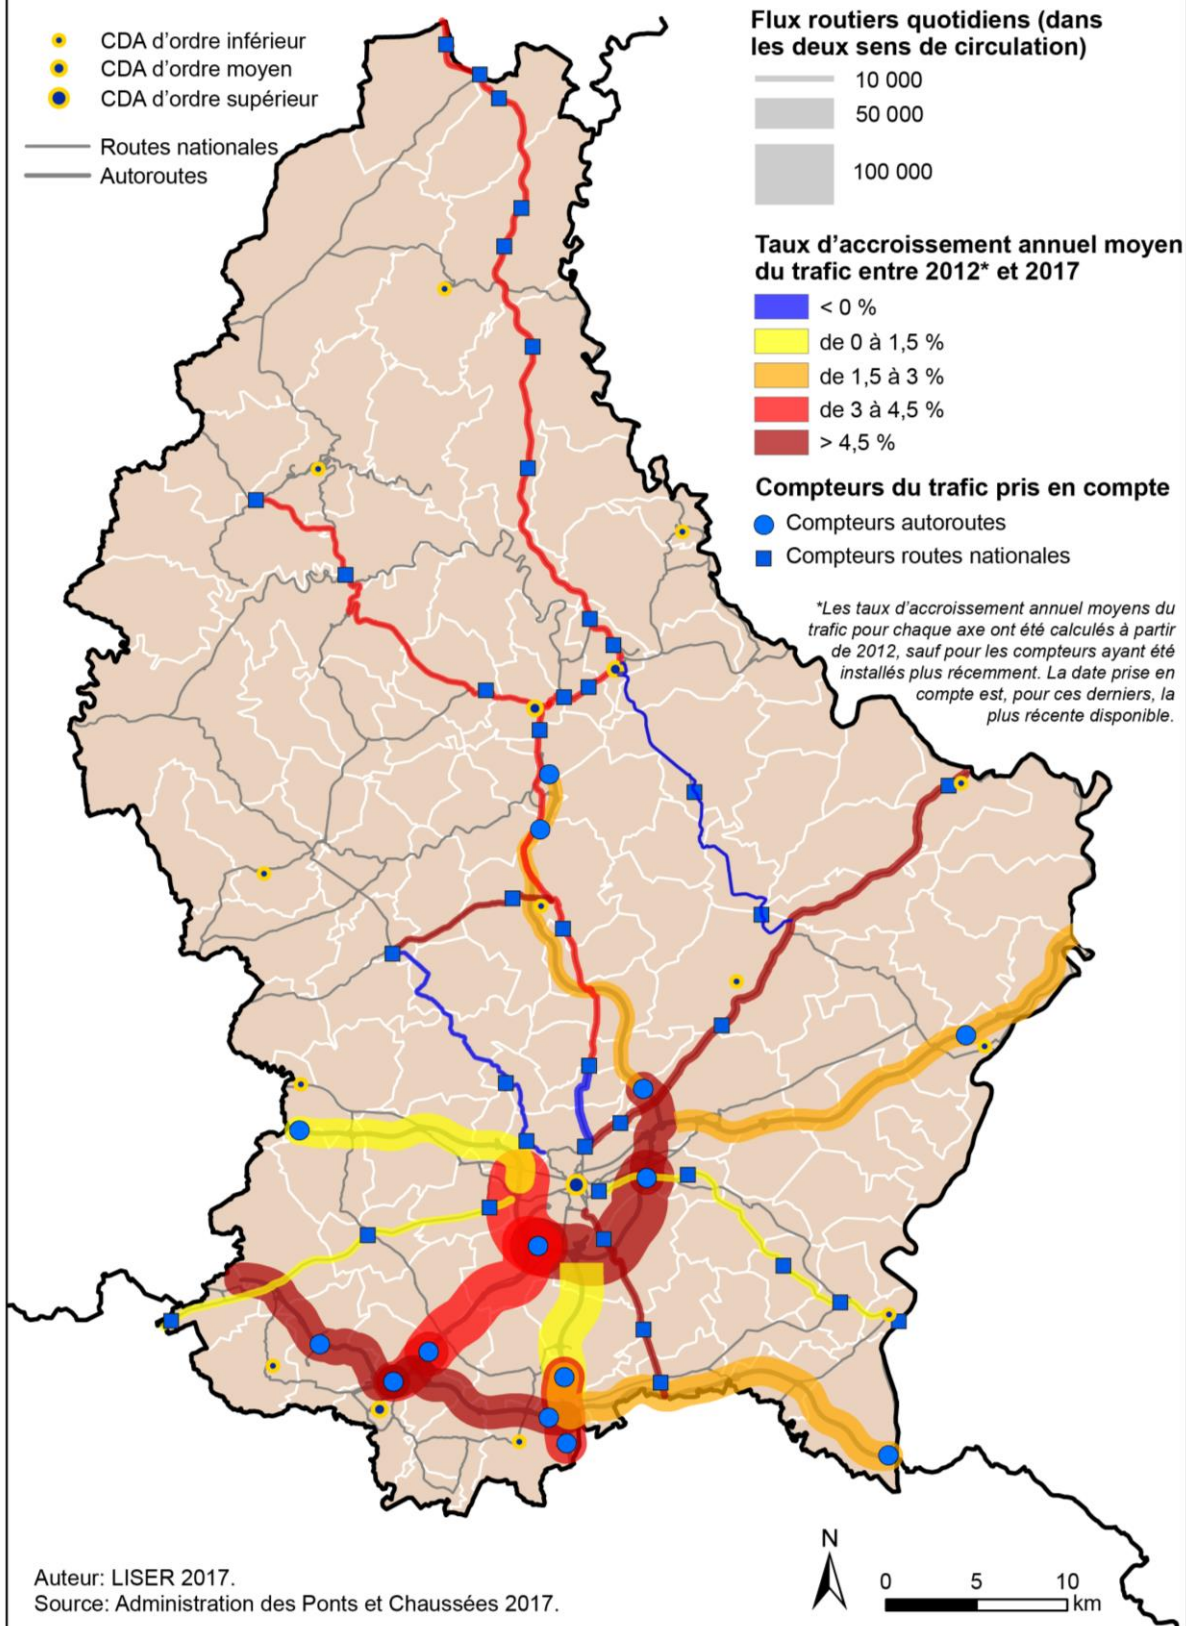 CDA d'ordre inférieur
CDA d'ordre moyen
CDA d'ordre supérieur
Routes nationales
Autoroutes
Flux routiers quotidiens (dans
les deux sens de circulation)
10 000
50 000
100 000
Taux d'accroissement annuel moyen
du trafic entre 2012* et 2017
< 0 %
de 0 à 1,5 %
de 1,5 à 3 %
de 3 à 4,5 %
> 4,5 %
Compteurs du trafic pris en compte
Compteurs autoroutes
Compteurs routes nationales
*Les taux d'accroissement annuel moyens du
trafic pour chaque axe ont été calculés à partir
de 2012, sauf pour les compteurs ayant été
installés plus récemment. La date prise en
compte est, pour ces derniers, la
plus récente disponible.
Auteur: LISER 2017.
Source: Administration des Ponts et Chaussées 2017.
N
0 5 10
km